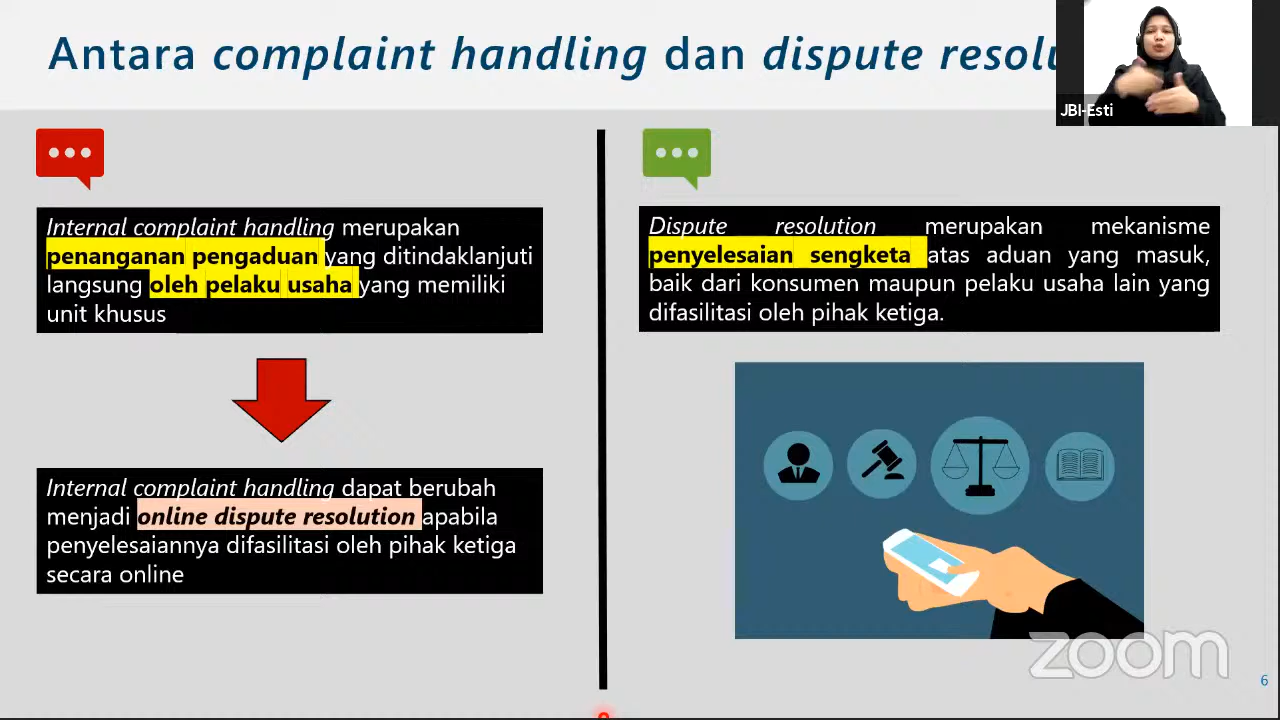 Antara complaint handling dan dispute
JBI-Esti
Internal complaint handling merupakan
penanganan pengaduan yang ditindaklanjuti
langsung oleh pelaku usaha yang memiliki
unit khusus
Internal complaint handling dapat berubah
menjadi online dispute resolution apabila
penyelesaiannya difasilitasi oleh pihak ketiga
secara online
Dispute resolution merupakan mekanisme
penyelesaian sengketa atas aduan yang masuk,
baik dari konsumen maupun pelaku usaha lain yang
difasilitasi oleh pihak ketiga.
zoom
6